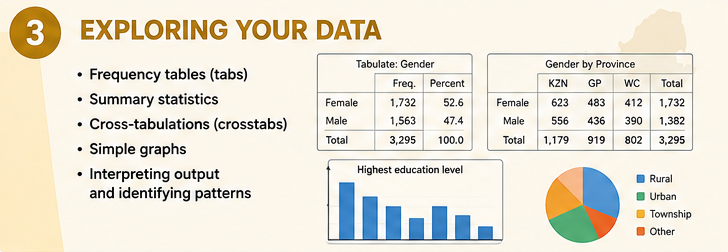 3 EXPLORING YOUR DATA
• Frequency tables (tabs)
• Summary statistics
• Cross-tabulations (crosstabs)
• Simple graphs
• Interpreting output
and identifying patterns
Tabulate: Gender
Freq. Percent
Female 1,732 52.6
Male 1,563 47.4
Total 3,295 100.0
Gender by Province
KZN GP WC Total
Female 623 483 412 1,732
Male 556 436 390 1,382
Total 1,179 919 802 3,295
Highest education level
Rural
Urban
Township
Other